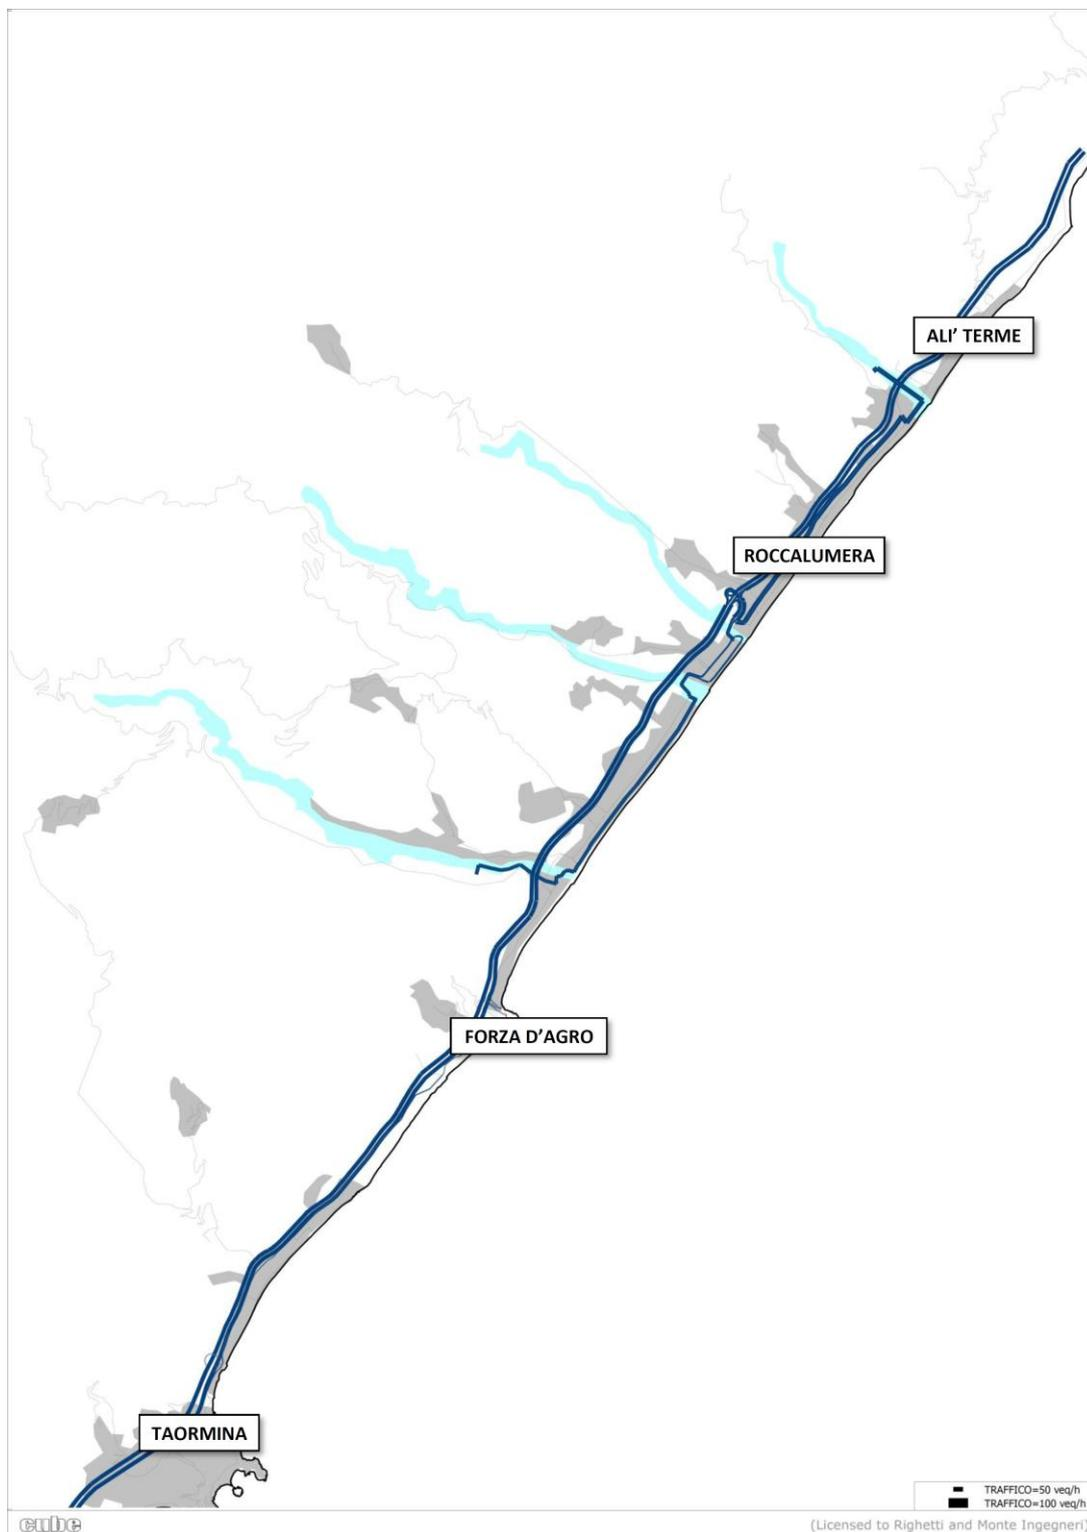 ALI' TERME
ROCCALUMERA
FORZA D'AGRO
TAORMINA
TRAFFICO=50 veq/h
TRAFFICO=100 veq/h
cube
(Licensed to Righetti and Monte Ingegneri)